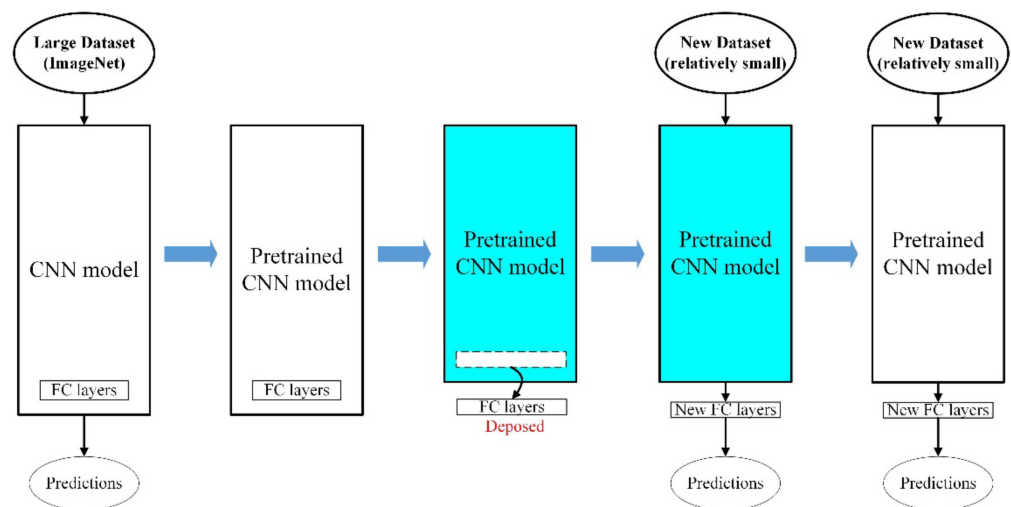 Large Dataset
(ImageNet)
CNN model
FC layers
Predictions
Pretrained
CNN model
FC layers
Pretrained
CNN model
FC layers
Deposed
New Dataset
(relatively small)
Pretrained
CNN model
New FC layers
Predictions
New Dataset
(relatively small)
Pretrained
CNN model
New FC layers
Predictions